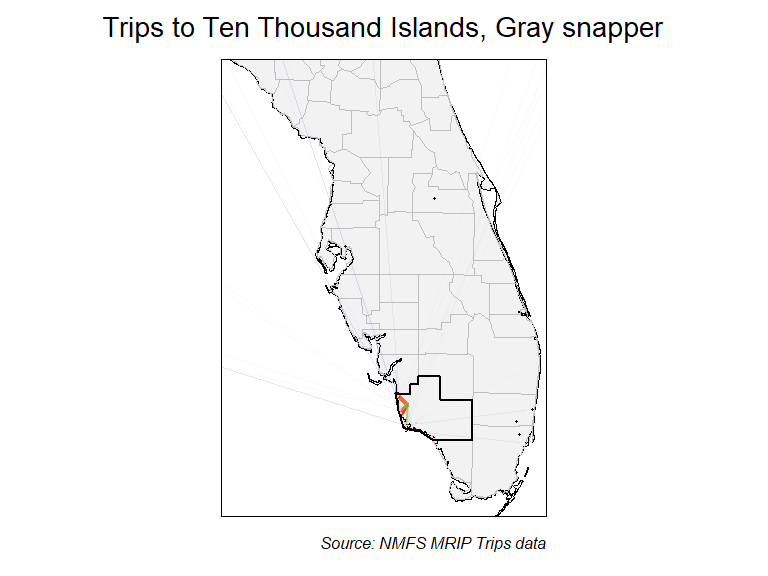 Trips to Ten Thousand Islands, Gray snapper
Source: NMFS MRIP Trips data